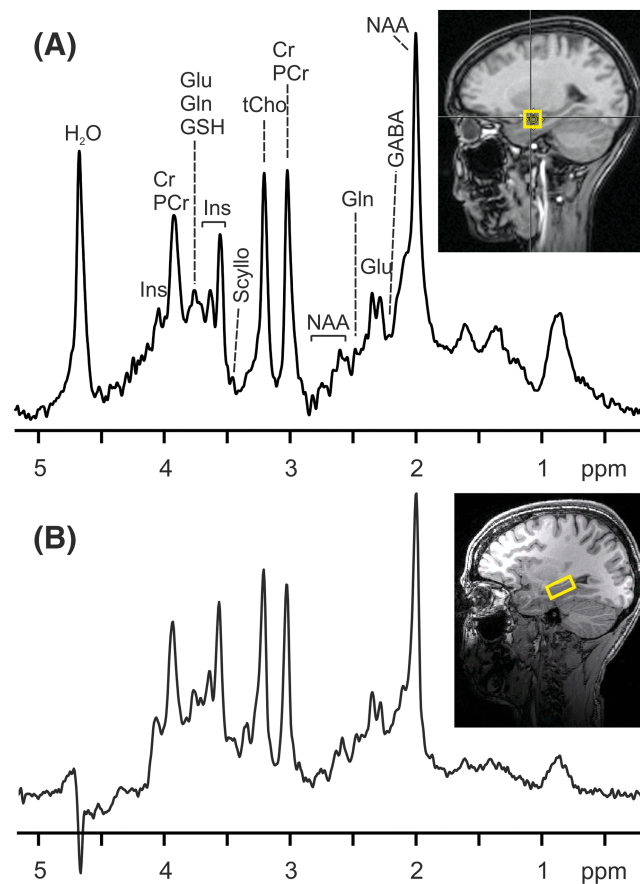 (A)
NAA
Cr
PCr
Glu
Gln
GSH
tCho
H2O
GABA
Cr
PCr
Ins
Gln
Scyllo
Glu
Ins
NAA
5 4 3 2 1 ppm
(B)
5 4 3 2 1 ppm